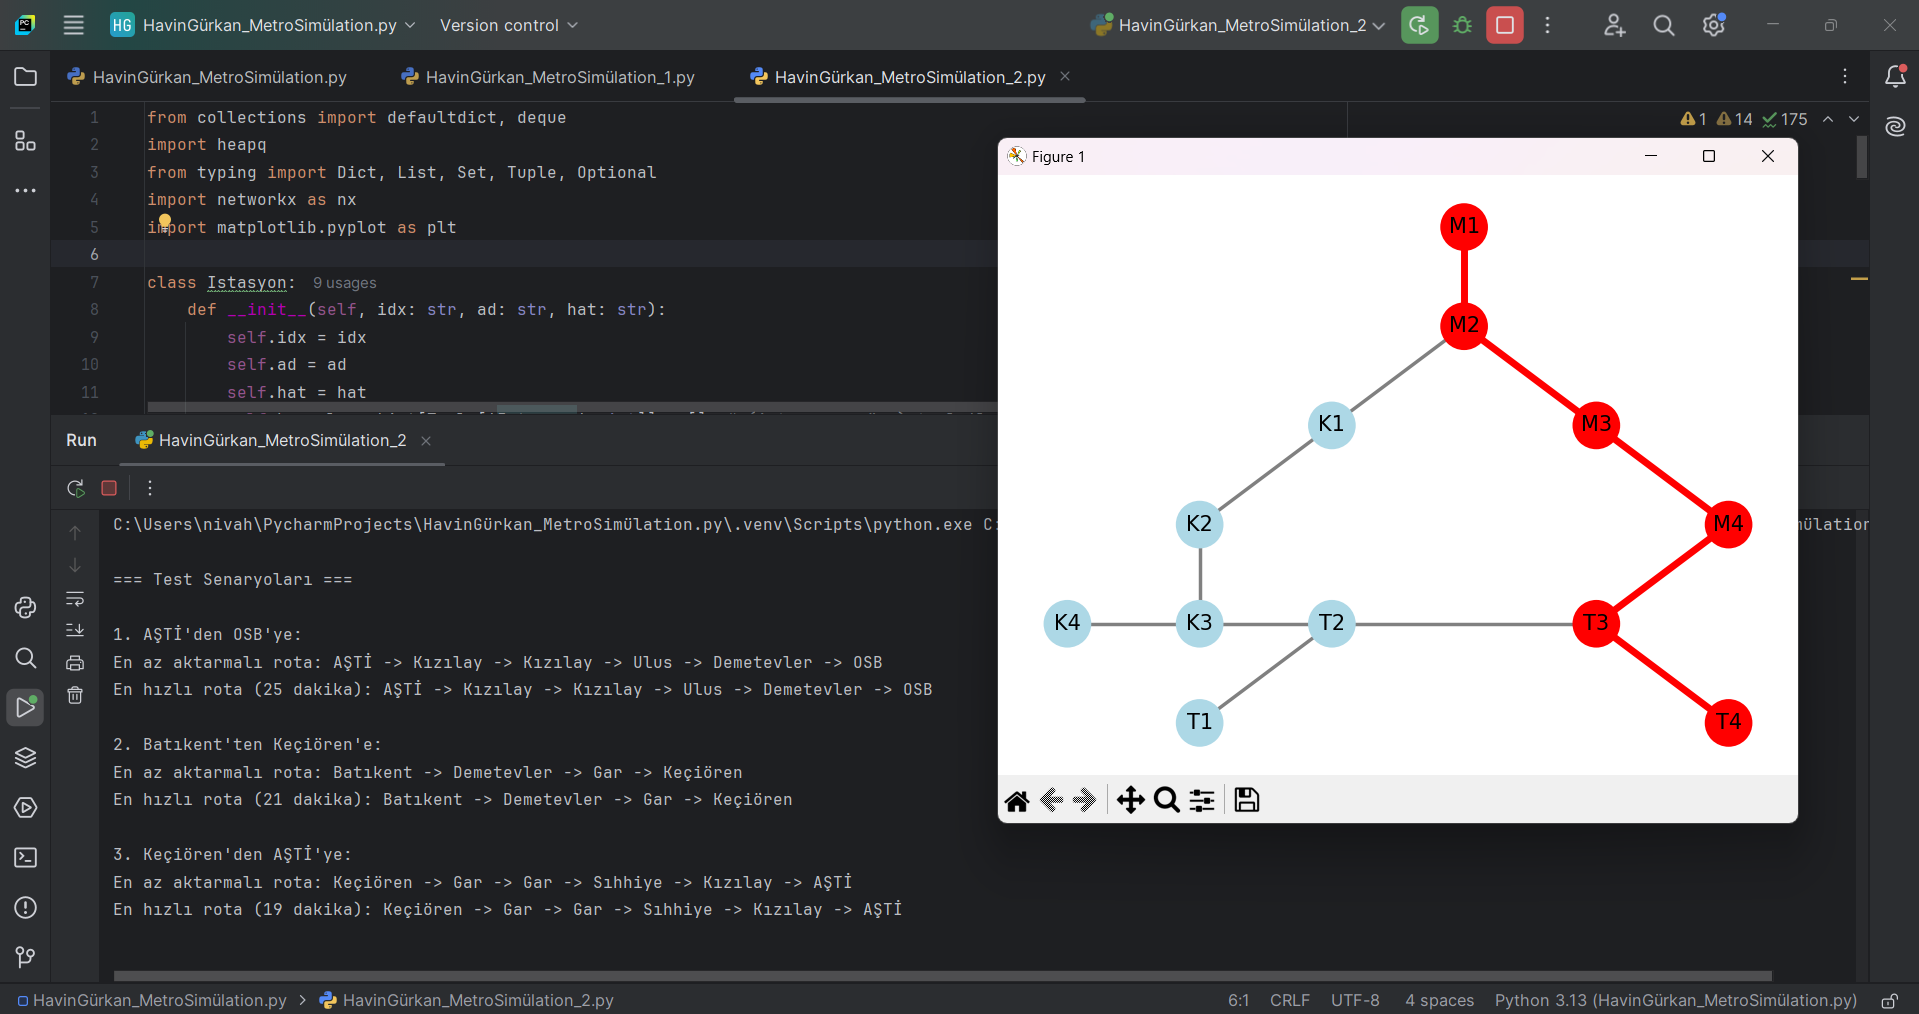 PC HG HavinGürkan_MetroSimülation.py Version control HavinGürkan_MetroSimülation_2
HavinGürkan_MetroSimülation.py HavinGürkan_MetroSimülation_1.py HavinGürkan_MetroSimülation_2.py
1 from collections import defaultdict, deque
1 14 175
2 import heapq
3 from typing import Dict, List, Set, Tuple, Optional
4 import networkx as nx
5 import matplotlib.pyplot as plt
6
7 class Istasyon: 9 usages
8 def __init__(self, idx: str, ad: str, hat: str):
9 self.idx = idx
10 self.ad = ad
11 self.hat = hat
Run HavinGürkan_MetroSimülation_2
C:\Users\nivah\PycharmProjects\HavinGürkan_MetroSimülation.py\.venv\Scripts\python.exe C:
=== Test Senaryoları ===
1. AŞTİ'den OSB'ye:
En az aktarmalı rota: AŞTİ -> Kızılay -> Kızılay -> Ulus -> Demetevler -> OSB
En hızlı rota (25 dakika): AŞTİ -> Kızılay -> Kızılay -> Ulus -> Demetevler -> OSB
2. Batıkent'ten Keçiören'e:
En az aktarmalı rota: Batıkent -> Demetevler -> Gar -> Keçiören
En hızlı rota (21 dakika): Batıkent -> Demetevler -> Gar -> Keçiören
3. Keçiören'den AŞTİ'ye:
En az aktarmalı rota: Keçiören -> Gar -> Gar -> Sıhhiye -> Kızılay -> AŞTİ
En hızlı rota (19 dakika): Keçiören -> Gar -> Gar -> Sıhhiye -> Kızılay -> AŞTİ
Figure 1
M1
M2
K1 M3
K2 M4
K4 K3 T2 T3
T1 T4
HavinGürkan_MetroSimülation.py > HavinGürkan_MetroSimülation_2.py 6:1 CRLF UTF-8 4 spaces Python 3.13 (HavinGürkan_MetroSimülation.py)